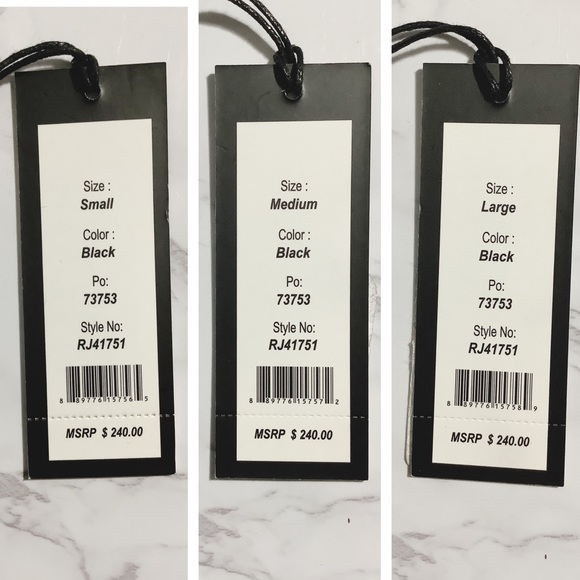 Size :
Small
Color :
Black
Po:
73753
Style No:
RJ41751
8 89776 15756 5
MSRP $ 240.00
Size :
Medium
Color :
Black
Po:
73753
Style No:
RJ41751
8 89776 15757 2
MSRP $ 240.00
Size :
Large
Color :
Black
Po:
73753
Style No:
RJ41751
8 89776 15758 9
MSRP $ 240.00